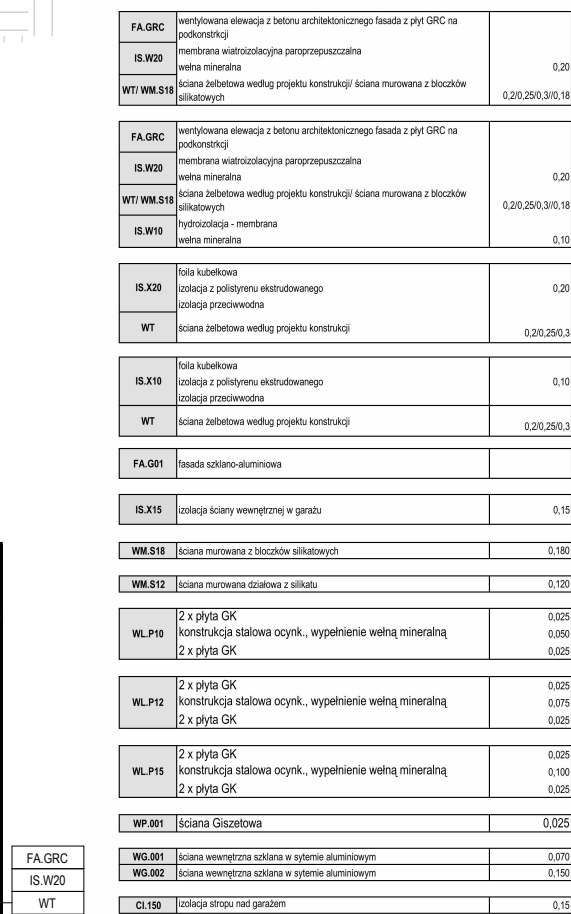 FA.GRC wentylowana elewacja z betonu architektonicznego fasada z płyt GRC na
podkonstrkcji
IS.W20 membrana wiatroizolacyjna paroprzepuszczalna
wełna mineralna 0,20
WT/ WM.S18 ściana żelbetowa według projektu konstrukcji/ ściana murowana z bloczków
silikatowych 0,2/0,25/0,3//0,18
FA.GRC wentylowana elewacja z betonu architektonicznego fasada z płyt GRC na
podkonstrkcji
IS.W20 membrana wiatroizolacyjna paroprzepuszczalna
wełna mineralna 0,20
WT/ WM.S18 ściana żelbetowa według projektu konstrukcji/ ściana murowana z bloczków
silikatowych 0,2/0,25/0,3//0,18
IS.W10 hydroizolacja - membrana
wełna mineralna 0,10
foila kubełkowa
IS.X20 izolacja z polistyrenu ekstrudowanego 0,20
izolacja przeciwwodna
WT ściana żelbetowa według projektu konstrukcji 0,2/0,25/0,3
foila kubełkowa
IS.X10 izolacja z polistyrenu ekstrudowanego 0,10
izolacja przeciwwodna
WT ściana żelbetowa według projektu konstrukcji 0,2/0,25/0,3
FA.G01 fasada szklano-aluminiowa
IS.X15 izolacja ściany wewnętrznej w garażu 0,15
WM.S18 ściana murowana z bloczków silikatowych 0,180
WM.S12 ściana murowana działowa z silikatu 0,120
2 x płyta GK 0,025
WL.P10 konstrukcja stalowa ocynk., wypełnienie wełną mineralną 0,050
2 x płyta GK 0,025
2 x płyta GK 0,025
WL.P12 konstrukcja stalowa ocynk., wypełnienie wełną mineralną 0,075
2 x płyta GK 0,025
2 x płyta GK 0,025
WL.P15 konstrukcja stalowa ocynk., wypełnienie wełną mineralną 0,100
2 x płyta GK 0,025
WP.001 ściana Giszetowa 0,025
WG.001 ściana wewnętrzna szklana w sytemie aluminiowym 0,070
WG.002 ściana wewnętrzna szklana w sytemie aluminiowym 0,150
CI.150 izolacja stropu nad garażem 0,15
FA.GRC
IS.W20
WT